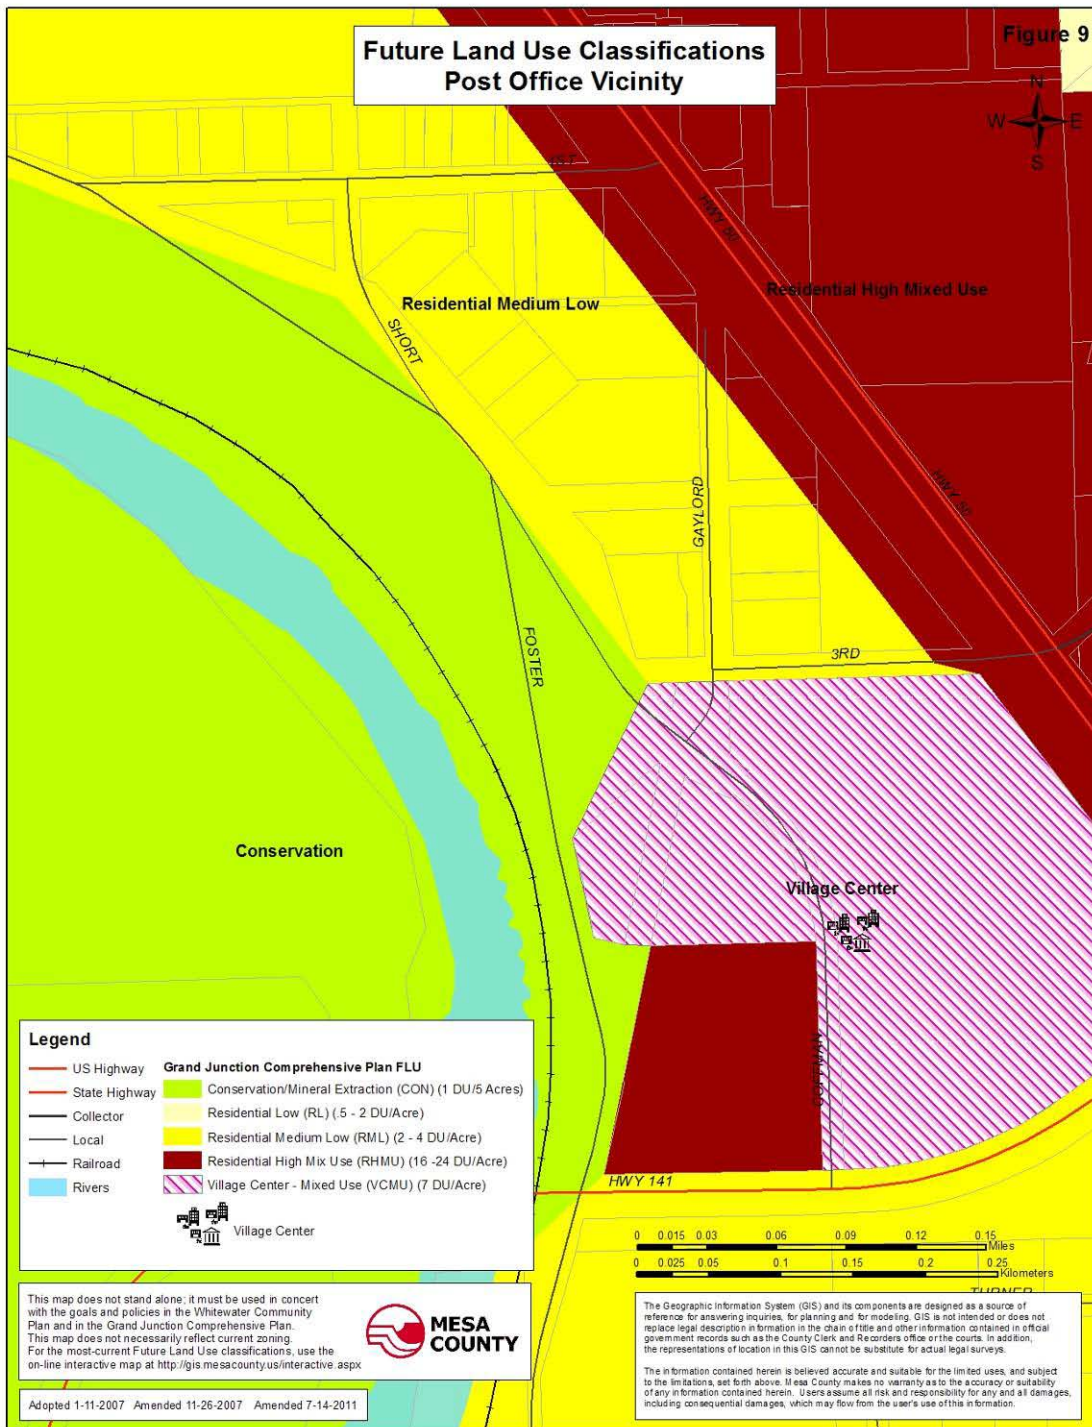 Figure 9
Future Land Use Classifications
Post Office Vicinity
N
W E
S
1ST
HWY 50
Residential High Mixed Use
Residential Medium Low
SHORT
HWY 50
GAYLORD
FOSTER
3RD
Conservation
Village Center
COFFMAN
HWY 141
Legend
US Highway
State Highway
Collector
Local
Railroad
Rivers
Grand Junction Comprehensive Plan FLU
Conservation/Mineral Extraction (CON) (1 DU/5 Acres)
Residential Low (RL) (.5 - 2 DU/Acre)
Residential Medium Low (RML) (2 - 4 DU/Acre)
Residential High Mix Use (RHMU) (16 -24 DU/Acre)
Village Center - Mixed Use (VCMU) (7 DU/Acre)
Village Center
0 0.015 0.03 0.06 0.09 0.12 0.15
Miles
0 0.025 0.05 0.1 0.15 0.2 0.25
Kilometers
TURNER
This map does not stand alone; it must be used in concert
with the goals and policies in the Whitewater Community
Plan and in the Grand Junction Comprehensive Plan.
This map does not necessarily reflect current zoning.
For the most-current Future Land Use classifications, use the
on-line interactive map at http://gis.mesacounty.us/interactive.aspx
MESA
COUNTY
Adopted 1-11-2007 Amended 11-26-2007 Amended 7-14-2011
The Geographic Information System (GIS) and its components are designed as a source of
reference for answering inquiries, for planning and for modeling. GIS is not intended or does not
replace legal description information in the chain of title and other information contained in official
government records such as the County Clerk and Recorders office or the courts. In addition,
the representations of location in this GIS cannot be substitute for actual legal surveys.
The information contained herein is believed accurate and suitable for the limited uses, and subject
to the limitations, set forth above. Mesa County makes no warranty as to the accuracy or suitability
of any information contained herein. Users assume all risk and responsibility for any and all damages,
including consequential damages, which may flow from the user's use of this information.